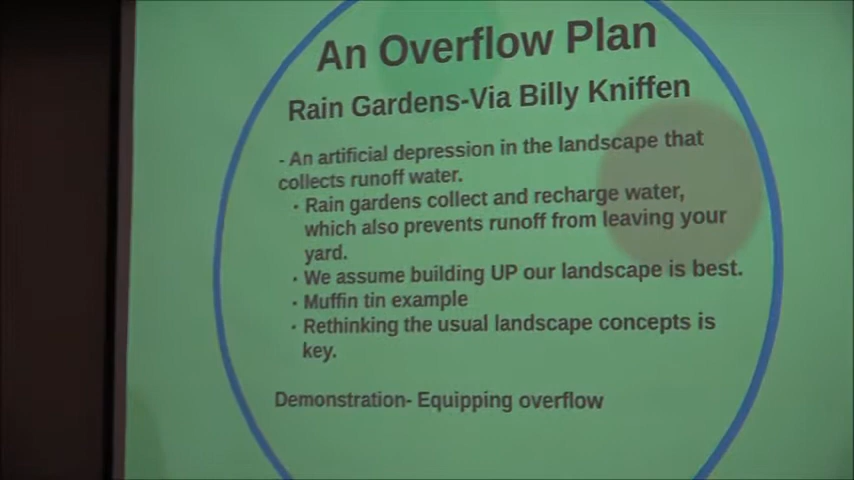 An Overflow Plan
Rain Gardens-Via Billy Kniffen
- An artificial depression in the landscape that
collects runoff water.
• Rain gardens collect and recharge water,
which also prevents runoff from leaving your
yard.
• We assume building UP our landscape is best.
• Muffin tin example
• Rethinking the usual landscape concepts is
key.
Demonstration- Equipping overflow